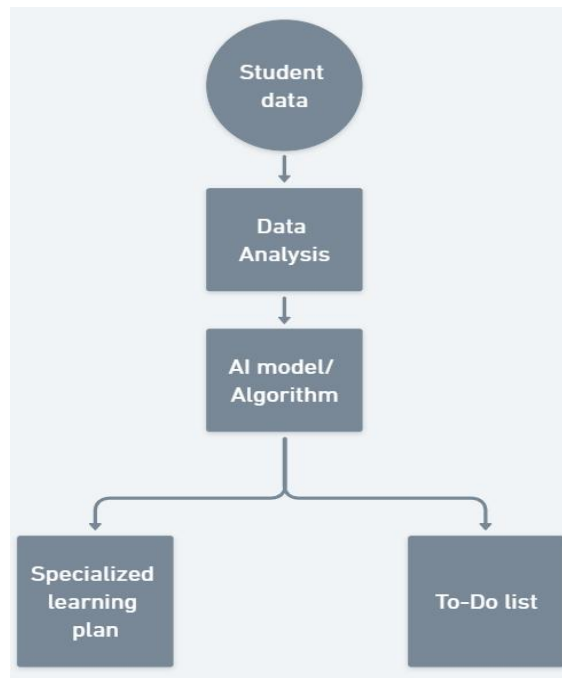 Student
data
Data
Analysis
AI model/
Algorithm
Specialized
learning
plan
To-Do list